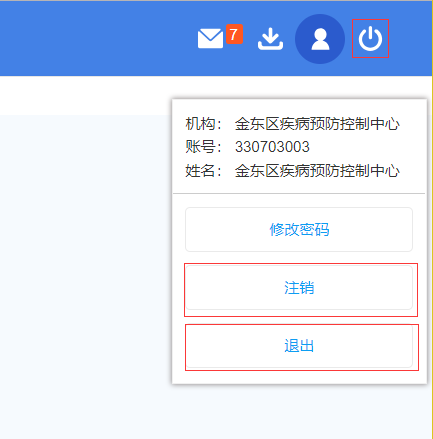 7
机构： 金东区疾病预防控制中心
账号： 330703003
姓名： 金东区疾病预防控制中心
修改密码
注销
退出